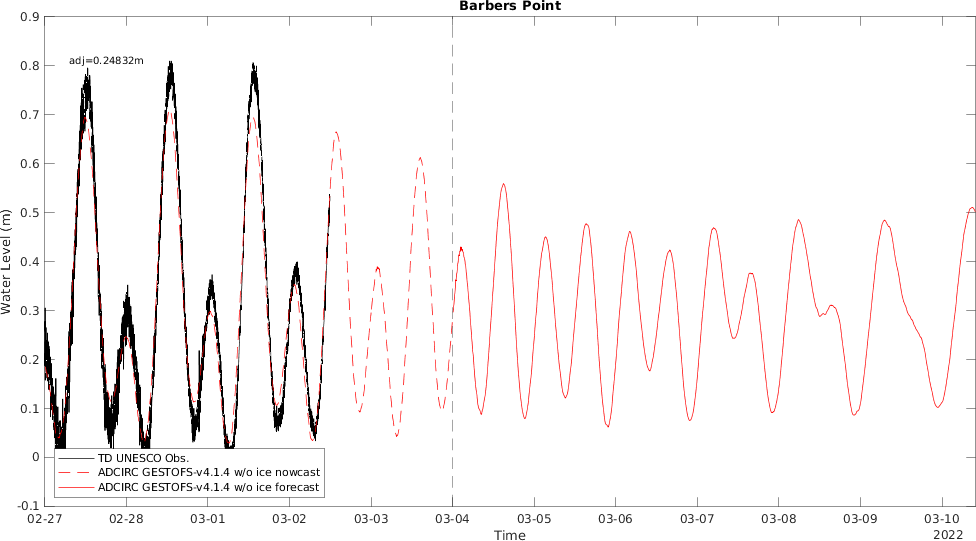 Barbers Point
0.9
0.8
0.7
0.6
0.5
0.4
0.3
0.2
0.1
0
-0.1
Water Level (m)
adj=0.24832m
TD UNESCO Obs.
ADCIRC GESTOFS-v4.1.4 w/o ice nowcast
ADCIRC GESTOFS-v4.1.4 w/o ice forecast
02-27 02-28 03-01 03-02 03-03 03-04 03-05 03-06 03-07 03-08 03-09 03-10
Time
2022